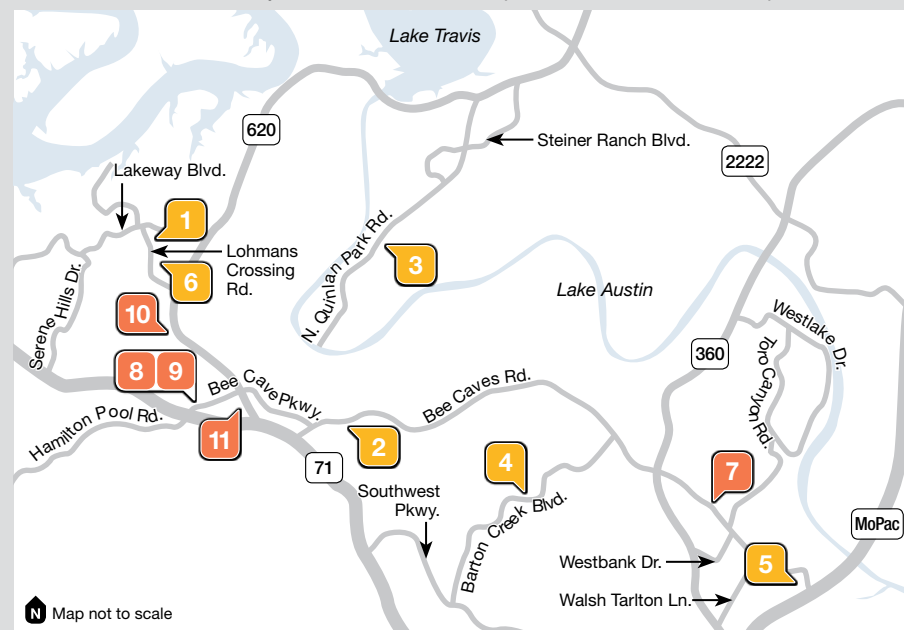 Lake Travis
620
Steiner Ranch Blvd.
2222
Lakeway Blvd.
1
Lohmans
Crossing
Rd.
N. Quinlan Park Rd.
3
6
Serene Hills Dr.
Lake Austin
10
Westlake Dr.
360
Toro Canyon Rd.
8
9
Bee Cave Pkwy.
Bee Caves Rd.
Hamilton Pool Rd.
11
2
71
4
7
Southwest
Pkwy.
Barton Creek Blvd.
MoPac
Westbank Dr.
5
Walsh Tarlton Ln.
N
Map not to scale